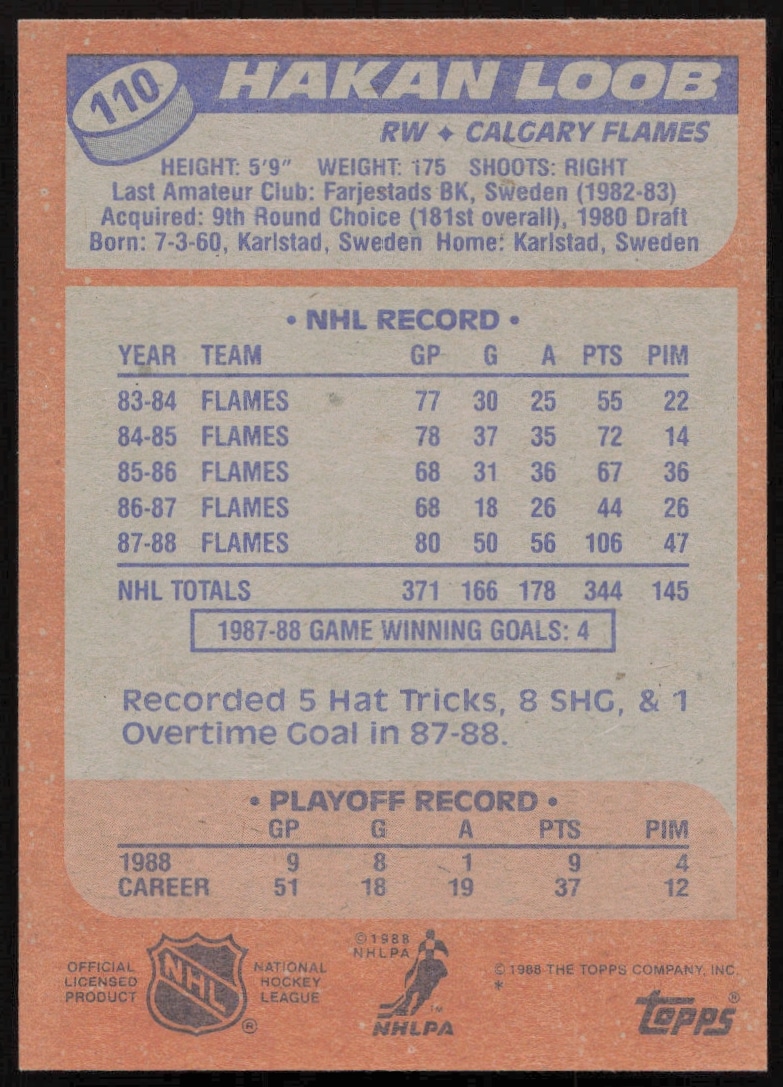 110
HAKAN LOOB
RW ✦ CALGARY FLAMES
HEIGHT: 5'9" WEIGHT: 175 SHOOTS: RIGHT
Last Amateur Club: Farjestads BK, Sweden (1982-83)
Acquired: 9th Round Choice (181st overall), 1980 Draft
Born: 7-3-60, Karlstad, Sweden Home: Karlstad, Sweden
• NHL RECORD •
YEAR TEAM GP G A PTS PIM
83-84 FLAMES 77 30 25 55 22
84-85 FLAMES 78 37 35 72 14
85-86 FLAMES 68 31 36 67 36
86-87 FLAMES 68 18 26 44 26
87-88 FLAMES 80 50 56 106 47
NHL TOTALS 371 166 178 344 145
1987-88 GAME WINNING GOALS: 4
Recorded 5 Hat Tricks, 8 SHG, & 1
Overtime Goal in 87-88.
• PLAYOFF RECORD •
GP G A PTS PIM
1988 9 8 1 9 4
CAREER 51 18 19 37 12
OFFICIAL
LICENSED
PRODUCT
NHL ®
NATIONAL
HOCKEY
LEAGUE
©1988
NHLPA
TM
NHLPA
©1988 THE TOPPS COMPANY, INC.
*
Topps®